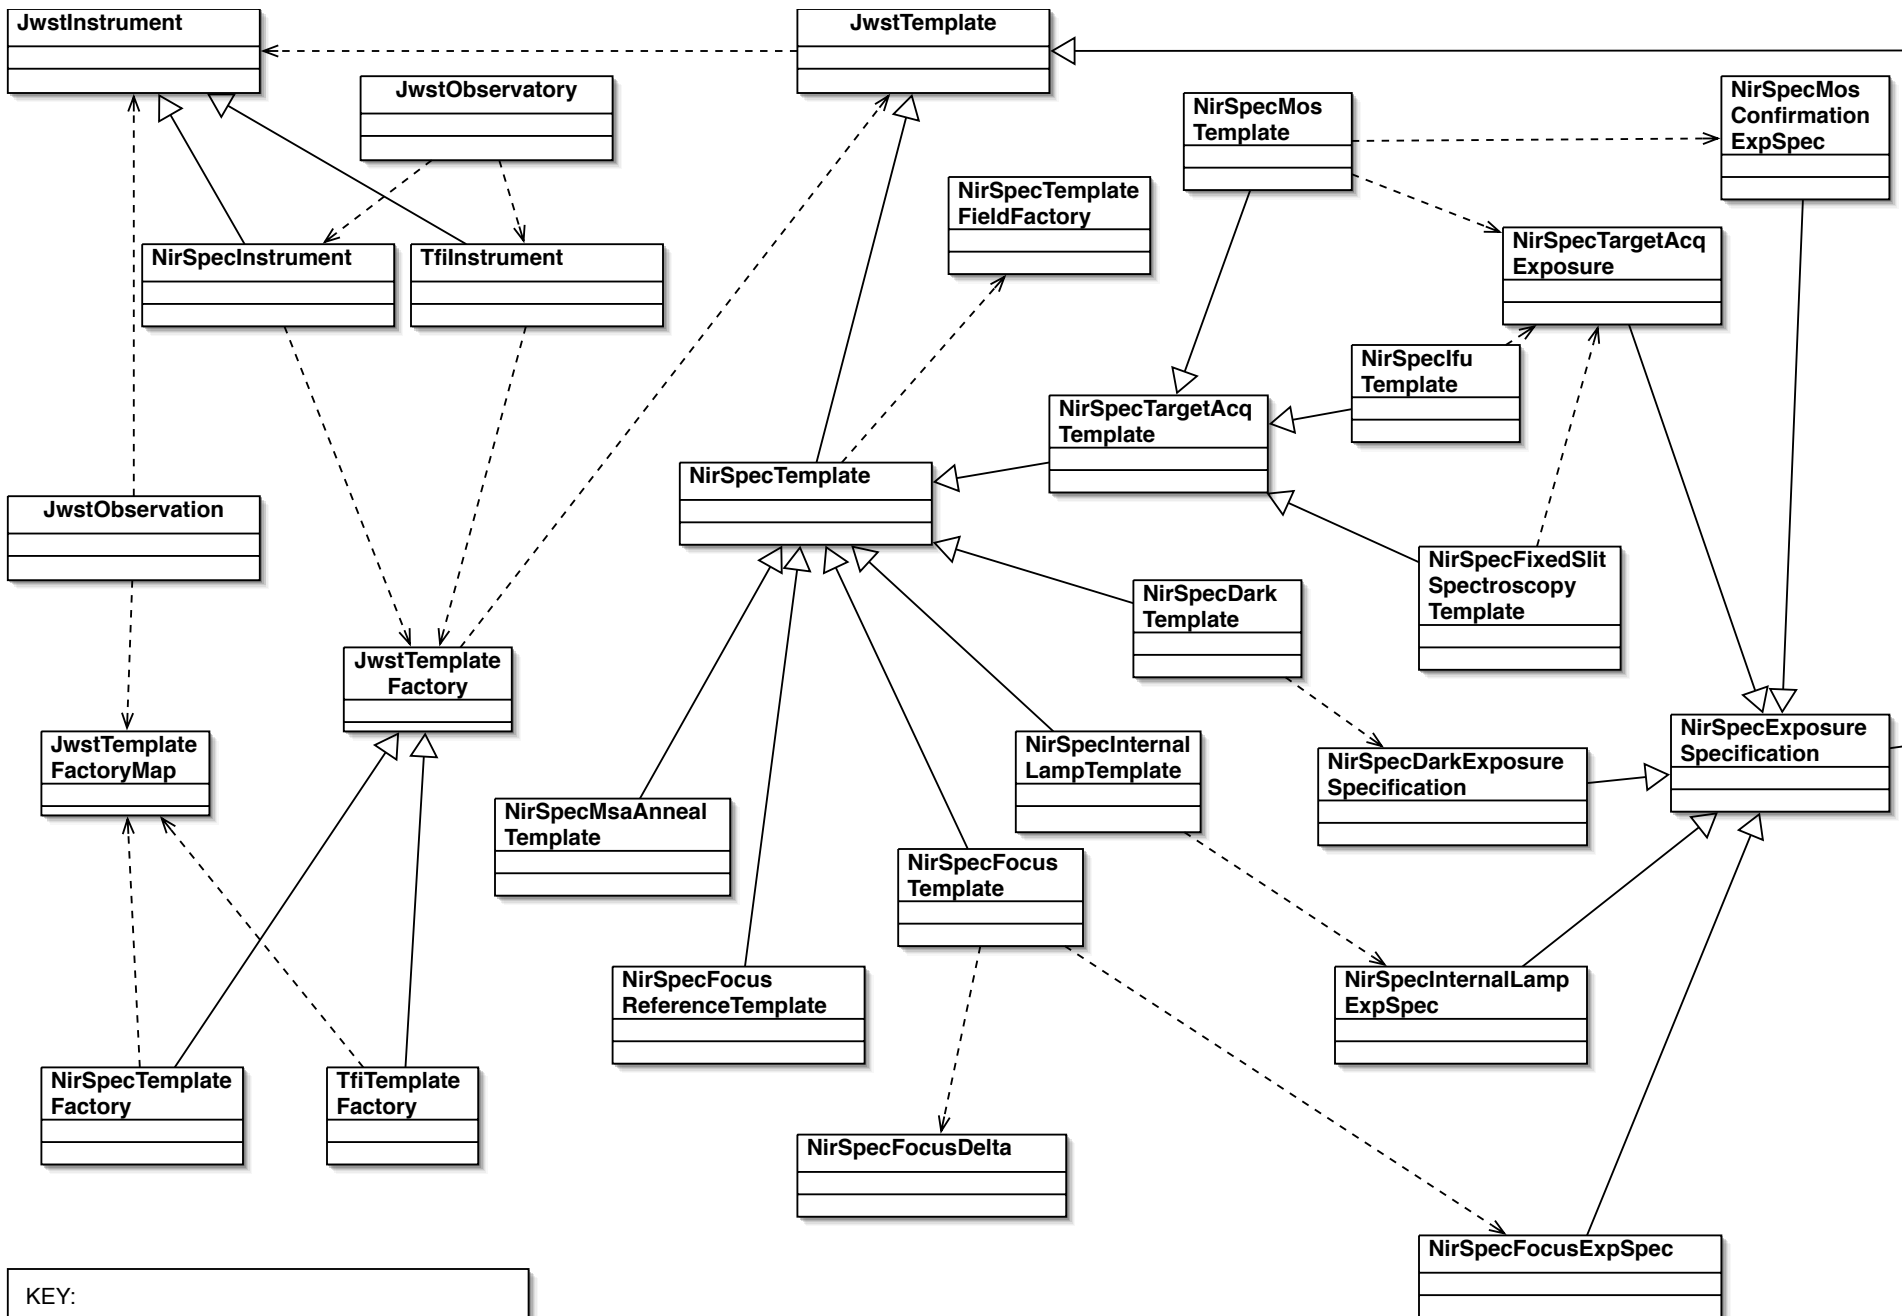 JwstInstrument
JwstTemplate
JwstObservatory
NirSpecMos
Template
NirSpecMos
Confirmation
ExpSpec
NirSpecTemplate
FieldFactory
NirSpecInstrument
TfiInstrument
NirSpecTargetAcq
Exposure
NirSpecIfu
Template
NirSpecTargetAcq
Template
NirSpecTemplate
JwstObservation
NirSpecFixedSlit
Spectroscopy
Template
NirSpecDark
Template
JwstTemplate
Factory
JwstTemplate
FactoryMap
NirSpecInternal
LampTemplate
NirSpecDarkExposure
Specification
NirSpecExposure
Specification
NirSpecMsaAnneal
Template
NirSpecFocus
Template
NirSpecFocus
ReferenceTemplate
NirSpecInternalLamp
ExpSpec
NirSpecTemplate
Factory
TfiTemplate
Factory
NirSpecFocusDelta
NirSpecFocusExpSpec
KEY: